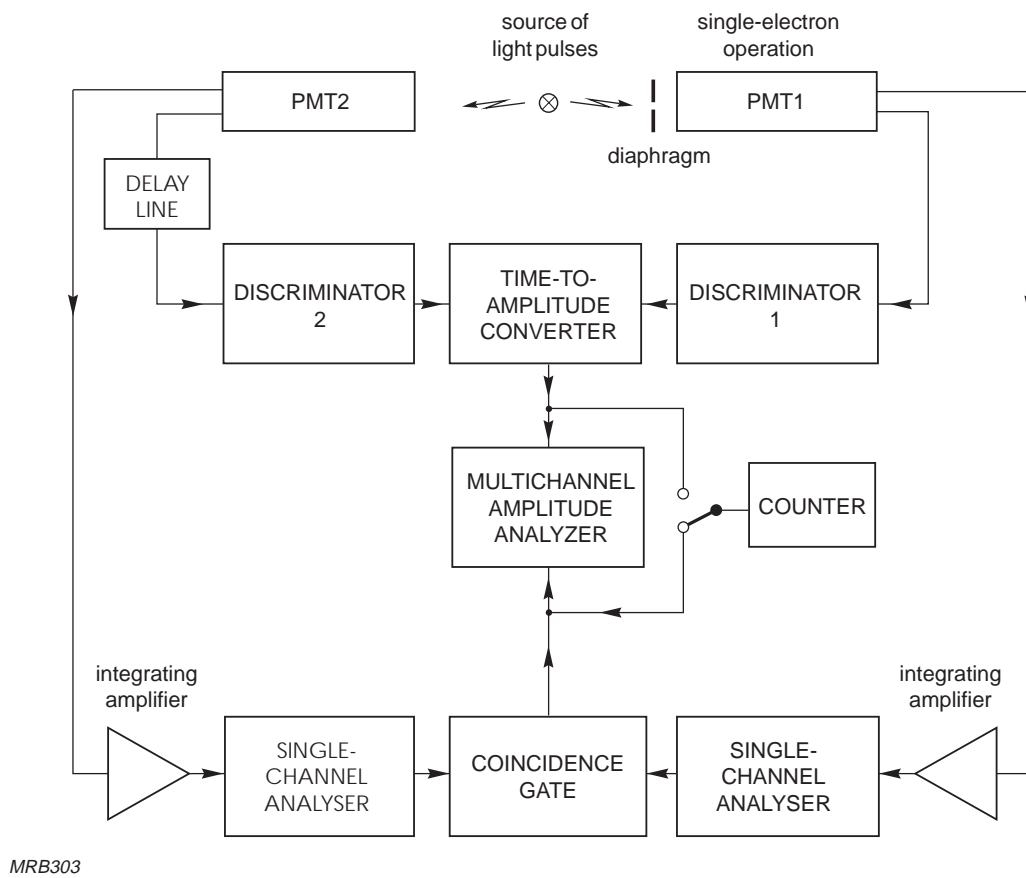 source of
light pulses
single-electron
operation
PMT2
PMT1
diaphragm
DELAY
LINE
DISCRIMINATOR
2
TIME-TO-
AMPLITUDE
CONVERTER
DISCRIMINATOR
1
MULTICHANNEL
AMPLITUDE
ANALYZER
COUNTER
integrating
amplifier
integrating
amplifier
SINGLE-
CHANNEL
ANALYSER
COINCIDENCE
GATE
SINGLE-
CHANNEL
ANALYSER
MRB303